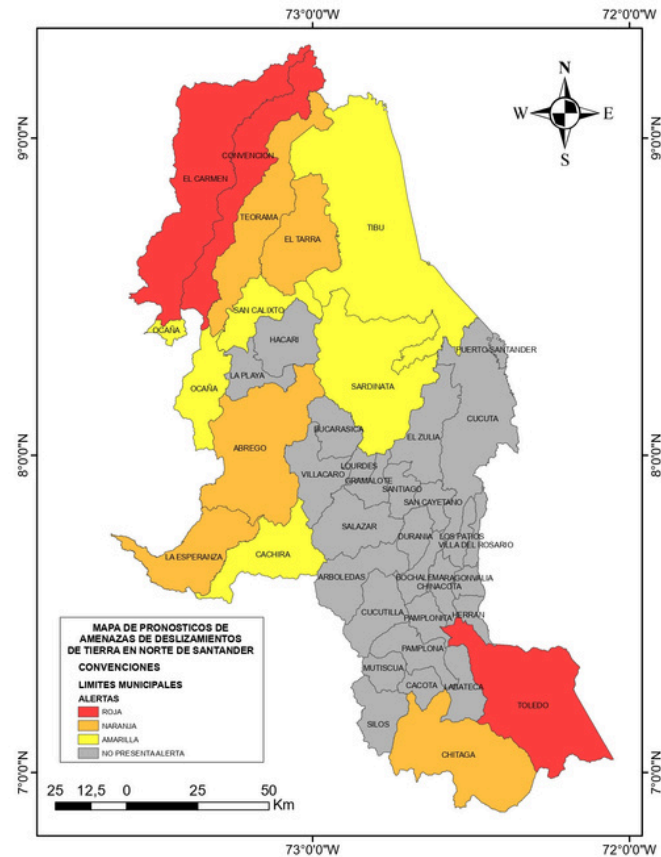 73°0'0"W
72°0'0"W
N
W
E
S
9°0'0"N
9°0'0"N
CONVENCION
EL CARMEN
TEORAMA
EL TARRA
TIBU
SAN CALIXTO
OCAÑA
HACARI
PUERTO SANTANDER
LA PLAYA
OCAÑA
SARDINATA
CUCUTA
BUCARASICA
EL ZULIA
ABREGO
8°0'0"N
8°0'0"N
LOURDES
VILLACARO
GRAMALOTE
SANTIAGO
SAN CAYETANO
SALAZAR
DURANIA
LOS PATIOS
VILLA DEL ROSARIO
LA ESPERANZA
CACHIRA
ARBOLEDAS
BOCHALEMA
RAGONVALIA
CHINACOTA
CUCUTILLA
PAMPLONITA
HERRAN
PAMPLONA
MUTISCUA
CACOTA
LABATECA
TOLEDO
SILOS
CHITAGA
7°0'0"N
7°0'0"N
MAPA DE PRONOSTICOS DE
AMENAZAS DE DESLIZAMIENTOS
DE TIERRA EN NORTE DE SANTANDER
CONVENCIONES
LIMITES MUNICIPALES
ALERTAS
ROJA
NARANJA
AMARILLA
NO PRESENTA ALERTA
25 12,5 0 25 50
Km
73°0'0"W
72°0'0"W